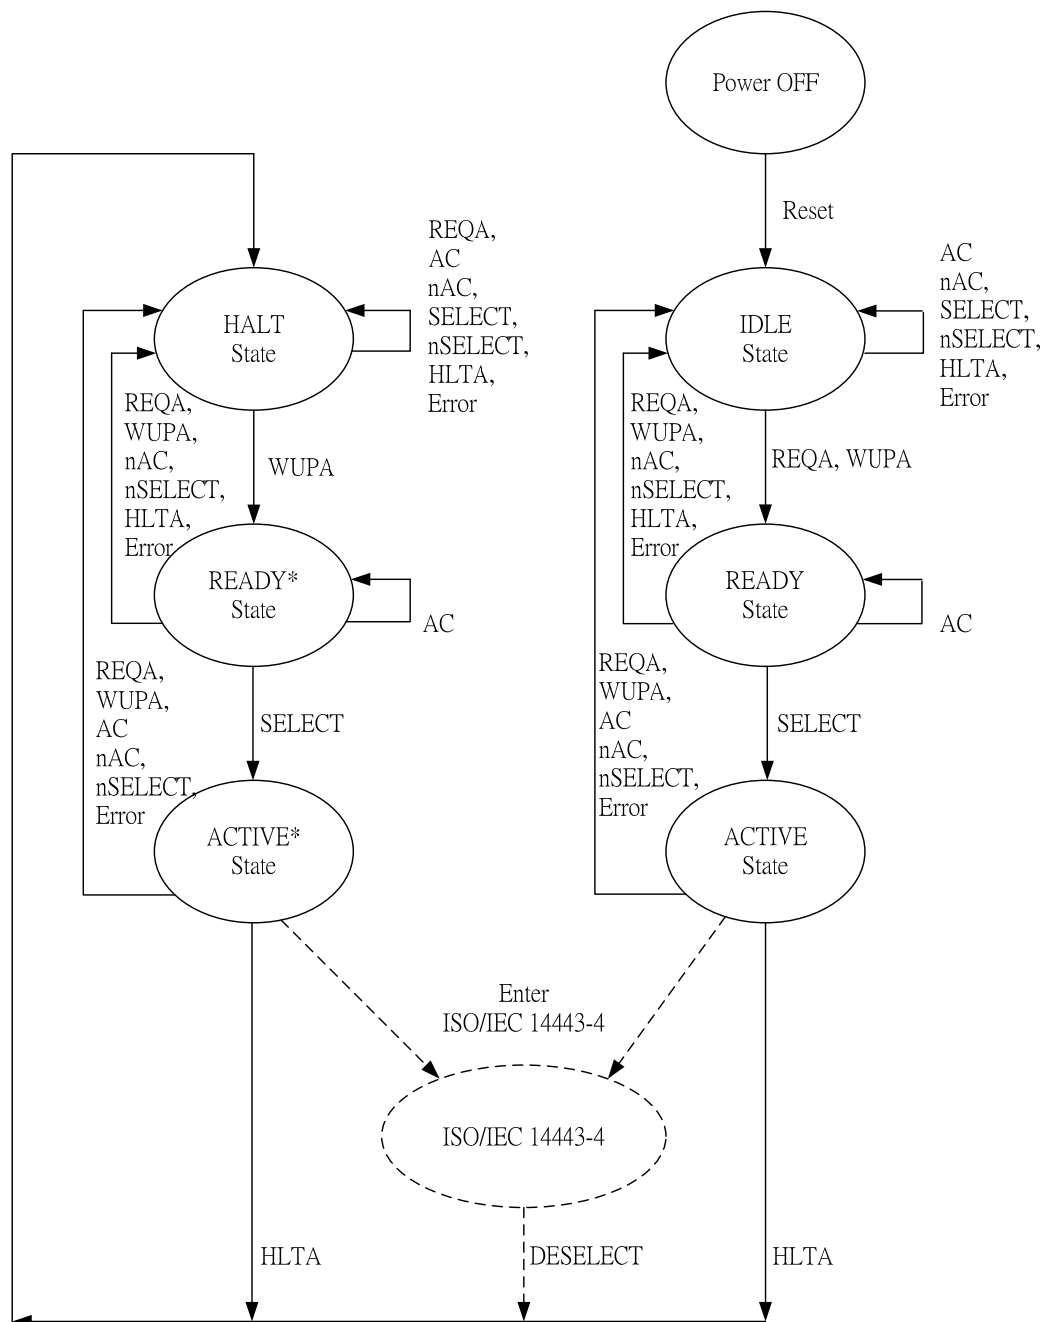 Power OFF
Reset
REQA,
AC
nAC,
SELECT,
nSELECT,
HLTA,
Error
AC
nAC,
SELECT,
nSELECT,
HLTA,
Error
HALT
State
IDLE
State
REQA,
WUPA,
nAC,
nSELECT,
HLTA,
Error
WUPA
REQA,
WUPA,
nAC,
nSELECT,
HLTA,
Error
REQA, WUPA
READY*
State
AC
READY
State
AC
REQA,
WUPA,
AC
nAC,
nSELECT,
Error
SELECT
REQA,
WUPA,
AC
nAC,
nSELECT,
Error
SELECT
ACTIVE*
State
ACTIVE
State
Enter
ISO/IEC 14443-4
ISO/IEC 14443-4
HLTA
DESELECT
HLTA